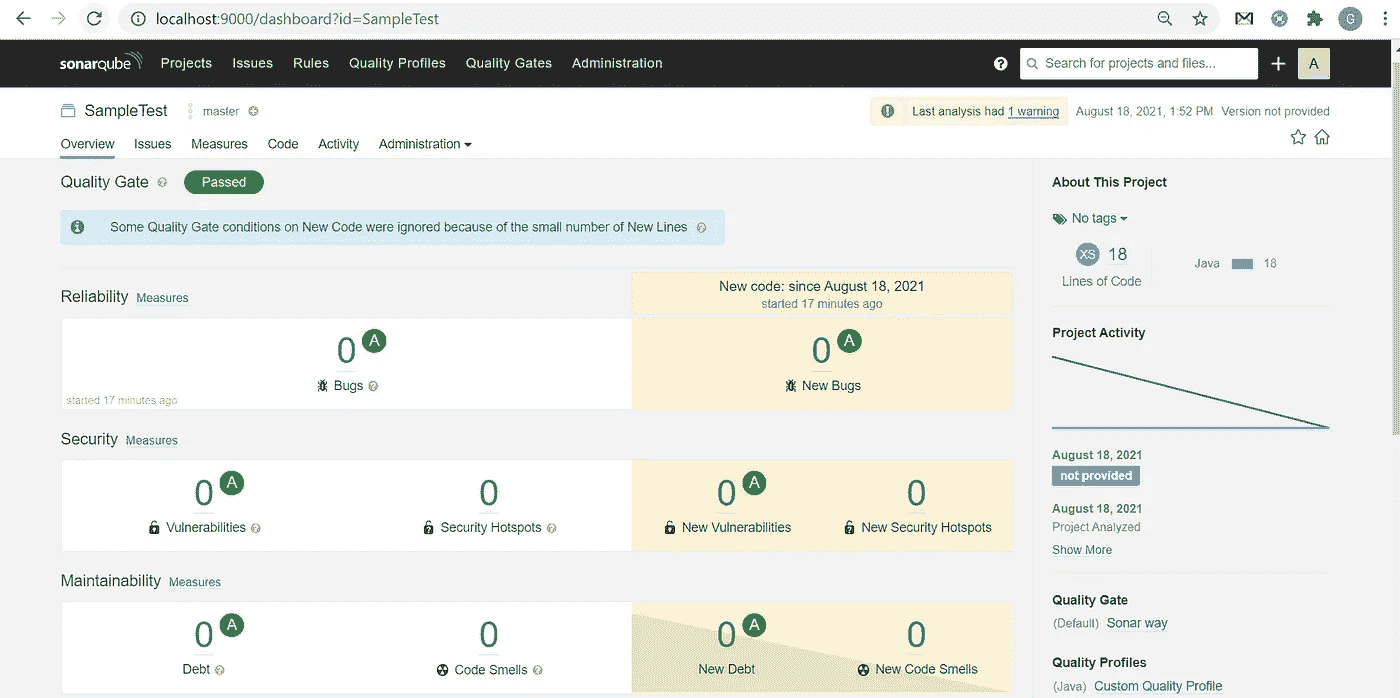 localhost:9000/dashboard?id=SampleTest
G
sonarqube Projects Issues Rules Quality Profiles Quality Gates Administration
? Search for projects and files... + A
SampleTest master
Last analysis had 1 warning August 18, 2021, 1:52 PM Version not provided
Overview Issues Measures Code Activity Administration
Quality Gate Passed
Some Quality Gate conditions on New Code were ignored because of the small number of New Lines
New code: since August 18, 2021
started 17 minutes ago
Reliability Measures
0 A
Bugs
started 17 minutes ago
0 A
New Bugs
Security Measures
0 A
Vulnerabilities
0
Security Hotspots
0 A
New Vulnerabilities
0
New Security Hotspots
Maintainability Measures
0 A
Debt
0
Code Smells
0 A
New Debt
0
New Code Smells
About This Project
No tags
XS 18
Lines of Code
Java 18
Project Activity
August 18, 2021
not provided
August 18, 2021
Project Analyzed
Show More
Quality Gate
(Default) Sonar way
Quality Profiles
(Java) Custom Quality Profile